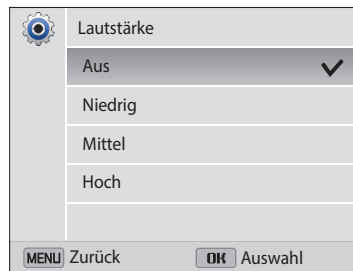 Lautstärke
Aus
Niedrig
Mittel
Hoch
MENU Zurück OK Auswahl